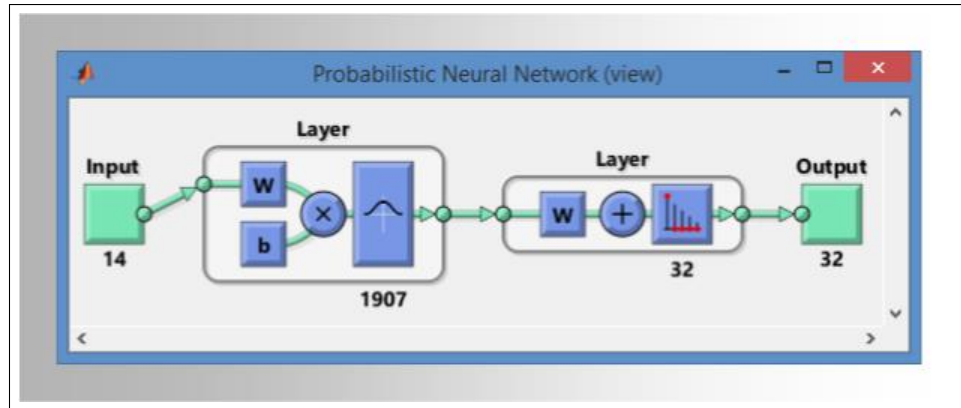 Probabilistic Neural Network (view)
Layer
Input
W
b
14
1907
Layer
W
32
Output
32